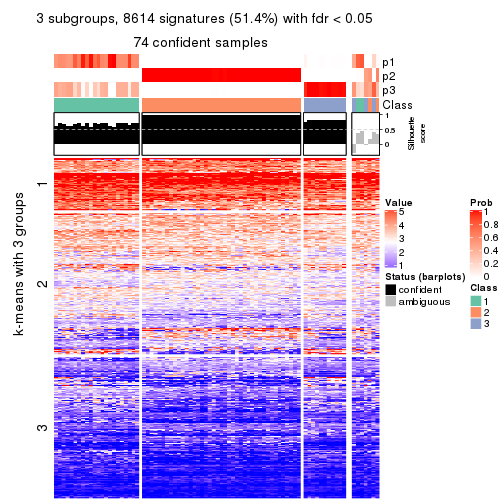 3 subgroups, 8614 signatures (51.4%) with fdr < 0.05
74 confident samples
p1
p2
p3
Class
1
0.5
0
Silhouette
score
k-means with 3 groups
1
2
3
Value
5
4
3
2
1
Status (barplots)
confident
ambiguous
Prob
1
0.8
0.6
0.4
0.2
0
Class
1
2
3